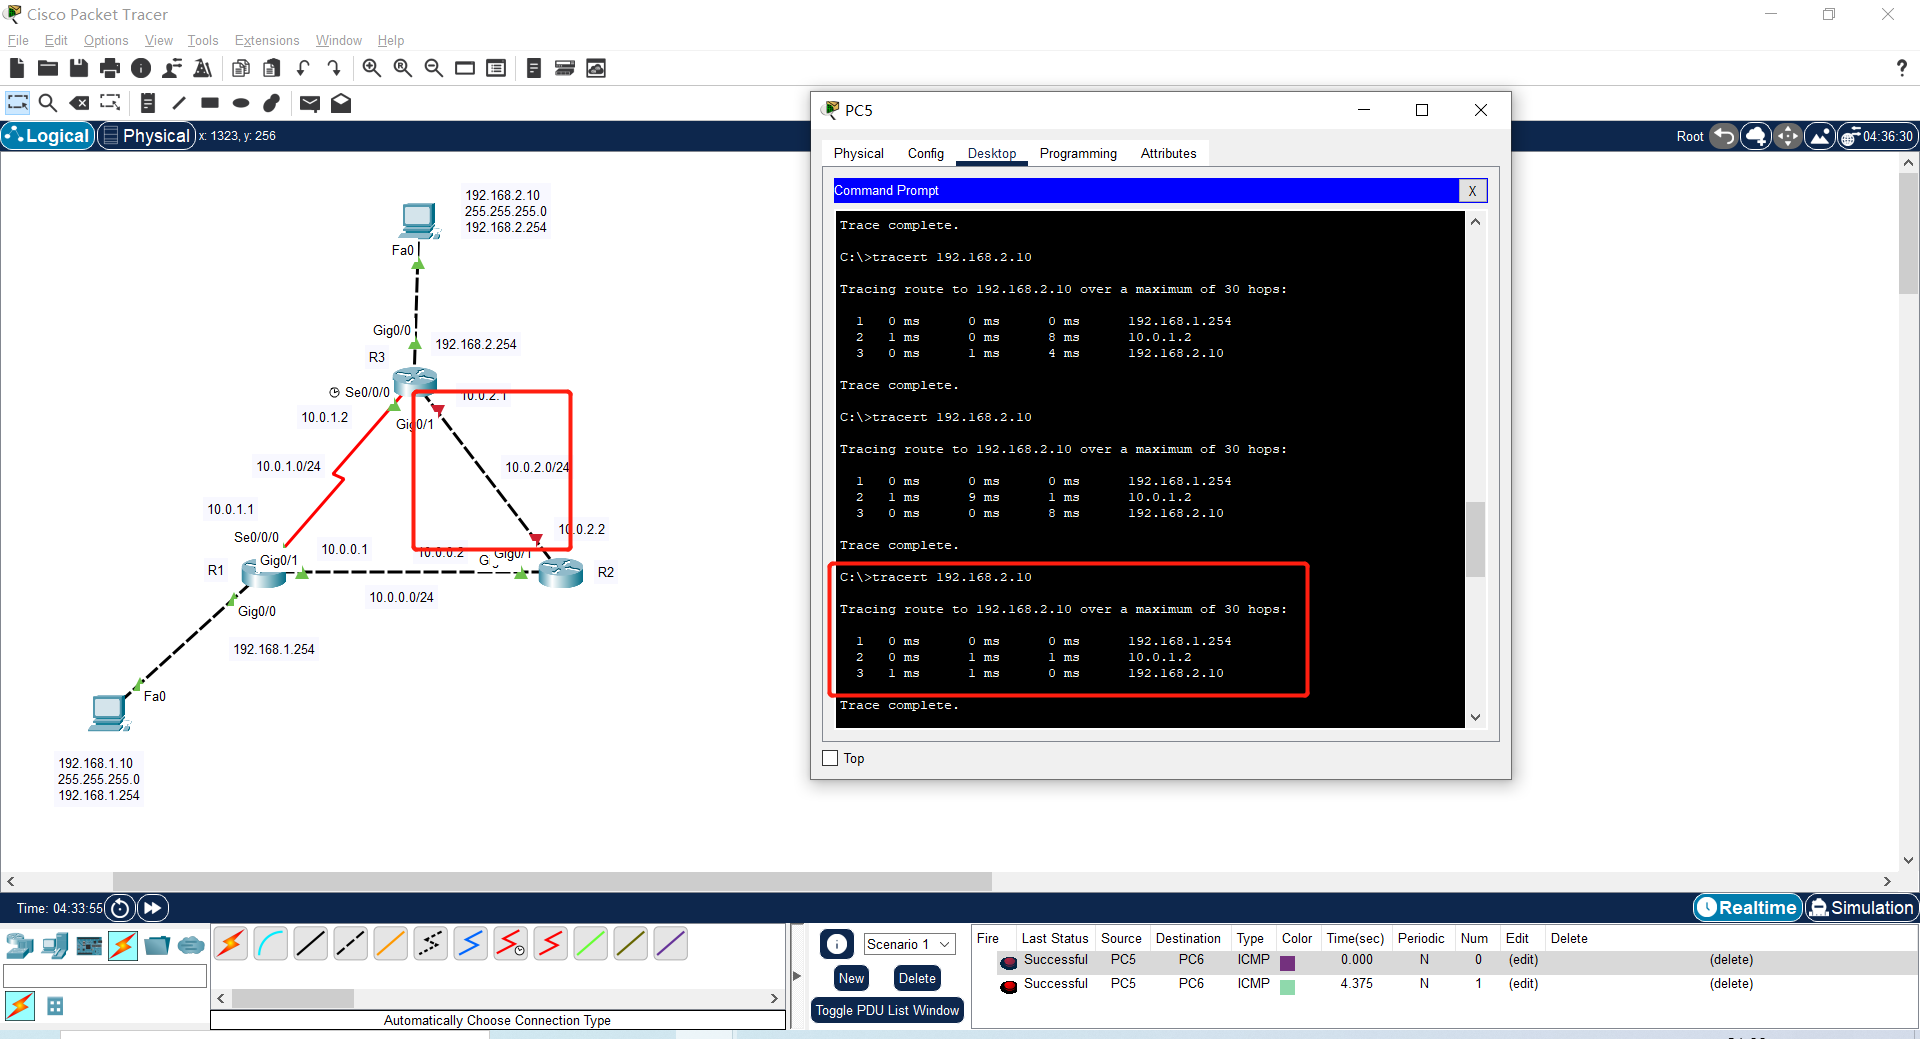 Cisco Packet Tracer
File Edit Options View Tools Extensions Window Help
Logical Physical x: 1323, y: 256
Root 04:36:30
192.168.2.10
255.255.255.0
192.168.2.254
Fa0
Gig0/0
192.168.2.254
R3
Se0/0/0
10.0.2.1
10.0.1.2
Gig0/1
10.0.1.0/24
10.0.2.0/24
10.0.1.1
10.0.2.2
Se0/0/0
10.0.0.1
10.0.0.2
Gig0/1
Gig0/1
R1
R2
10.0.0.0/24
Gig0/0
192.168.1.254
Fa0
192.168.1.10
255.255.255.0
192.168.1.254
PC5
Physical Config Desktop Programming Attributes
Command Prompt X
Trace complete.
C:\>tracert 192.168.2.10
Tracing route to 192.168.2.10 over a maximum of 30 hops:
1 0 ms 0 ms 0 ms 192.168.1.254
2 1 ms 0 ms 8 ms 10.0.1.2
3 0 ms 1 ms 4 ms 192.168.2.10
Trace complete.
C:\>tracert 192.168.2.10
Tracing route to 192.168.2.10 over a maximum of 30 hops:
1 0 ms 0 ms 0 ms 192.168.1.254
2 1 ms 9 ms 1 ms 10.0.1.2
3 0 ms 0 ms 8 ms 192.168.2.10
Trace complete.
C:\>tracert 192.168.2.10
Tracing route to 192.168.2.10 over a maximum of 30 hops:
1 0 ms 0 ms 0 ms 192.168.1.254
2 0 ms 1 ms 1 ms 10.0.1.2
3 1 ms 1 ms 0 ms 192.168.2.10
Trace complete.
Top
Time: 04:33:55
Realtime Simulation
Automatically Choose Connection Type
Scenario 1
New Delete
Toggle PDU List Window
Fire Last Status Source Destination Type Color Time(sec) Periodic Num Edit Delete
Successful PC5 PC6 ICMP 0.000 N 0 (edit) (delete)
Successful PC5 PC6 ICMP 4.375 N 1 (edit) (delete)